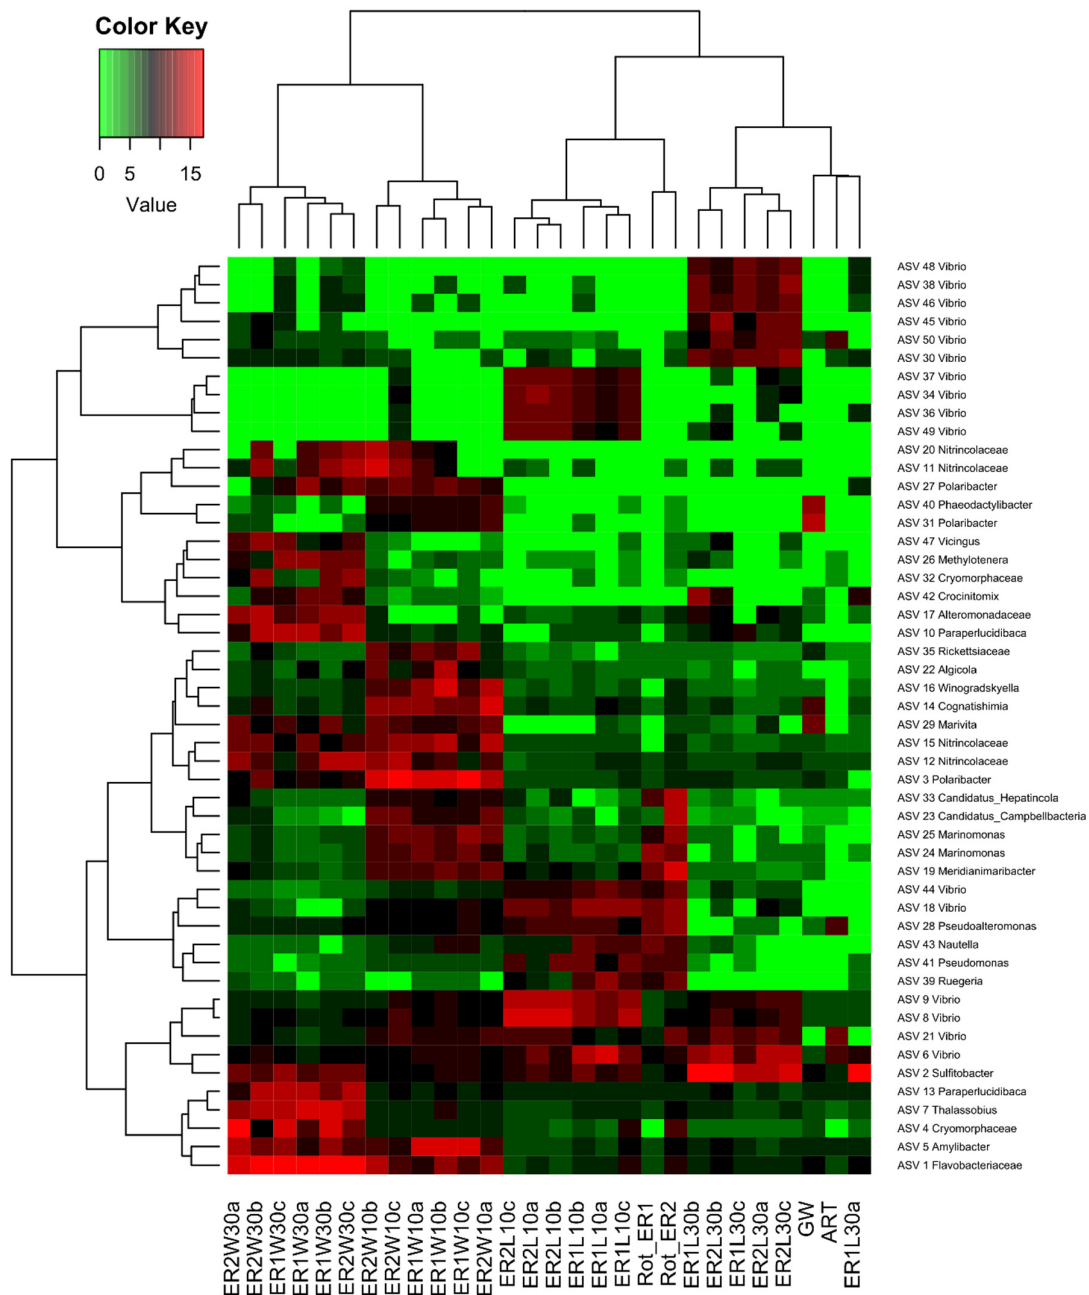 Color Key
0 5 15
Value
ASV 48 Vibrio
ASV 38 Vibrio
ASV 46 Vibrio
ASV 45 Vibrio
ASV 50 Vibrio
ASV 30 Vibrio
ASV 37 Vibrio
ASV 34 Vibrio
ASV 36 Vibrio
ASV 49 Vibrio
ASV 20 Nitrincolaceae
ASV 11 Nitrincolaceae
ASV 27 Polaribacter
ASV 40 Phaeodactylibacter
ASV 31 Polaribacter
ASV 47 Vicingus
ASV 26 Methylotenera
ASV 32 Cryomorphaceae
ASV 42 Crocinitomix
ASV 17 Alteromonadaceae
ASV 10 Paraperlucidibaca
ASV 35 Rickettsiaceae
ASV 22 Algicola
ASV 16 Winogradskyella
ASV 14 Cognatishimia
ASV 29 Marivita
ASV 15 Nitrincolaceae
ASV 12 Nitrincolaceae
ASV 3 Polaribacter
ASV 33 Candidatus_Hepatincola
ASV 23 Candidatus_Campbellbacteria
ASV 25 Marinomonas
ASV 24 Marinomonas
ASV 19 Meridianimaribacter
ASV 44 Vibrio
ASV 18 Vibrio
ASV 28 Pseudoalteromonas
ASV 43 Nautella
ASV 41 Pseudomonas
ASV 39 Ruegeria
ASV 9 Vibrio
ASV 8 Vibrio
ASV 21 Vibrio
ASV 6 Vibrio
ASV 2 Sulfitobacter
ASV 13 Paraperlucidibaca
ASV 7 Thalassobius
ASV 4 Cryomorphaceae
ASV 5 Amylibacter
ASV 1 Flavobacteriaceae
ER2W30a
ER2W30b
ER1W30c
ER1W30a
ER1W30b
ER2W30c
ER2W10b
ER2W10c
ER1W10a
ER1W10b
ER1W10c
ER2W10a
ER2L10c
ER2L10a
ER2L10b
ER1L10b
ER1L10a
ER1L10c
Rot_ER1
Rot_ER2
ER1L30b
ER2L30b
ER1L30c
ER2L30a
ER2L30c
GW
ART
ER1L30a